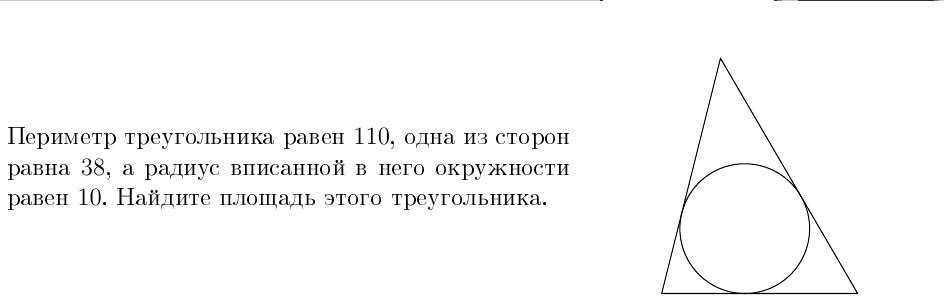 Периметр треугольника равен 110, одна из сторон
равна 38, а радиус вписанной в него окружности
равен 10. Найдите площадь этого треугольника.